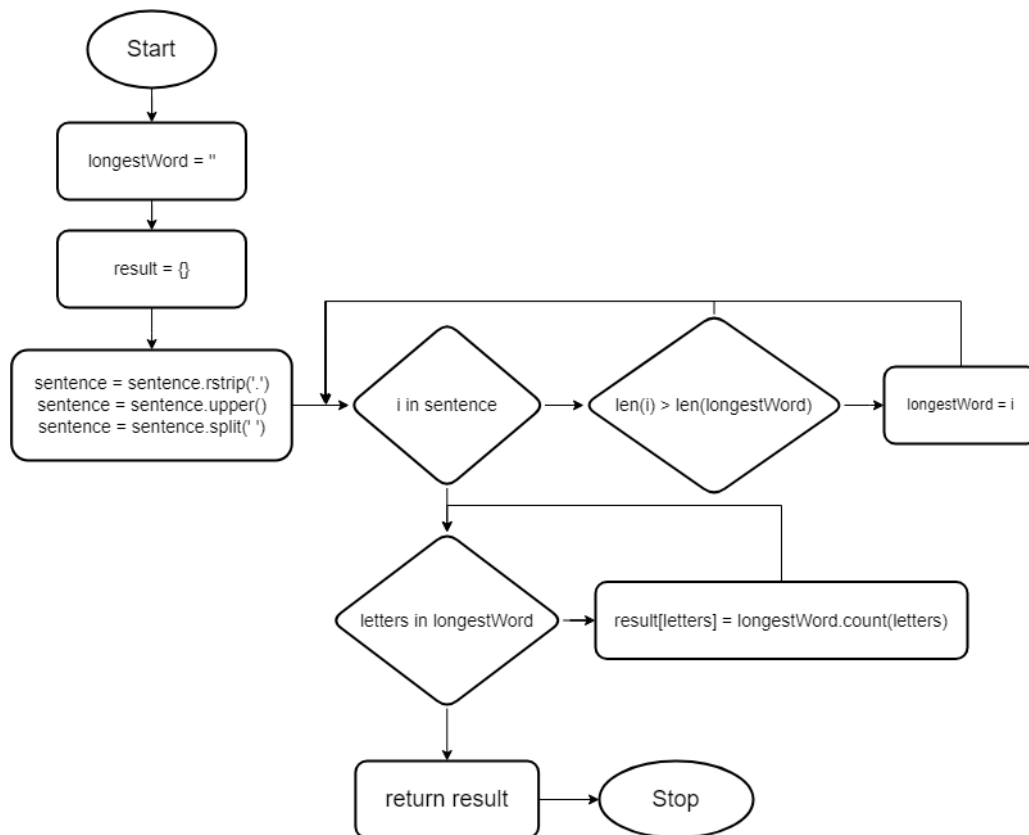 Start
longestWord = ''
result = {}
sentence = sentence.rstrip('.')
sentence = sentence.upper()
sentence = sentence.split(' ')
i in sentence
len(i) > len(longestWord)
longestWord = i
letters in longestWord
result[letters] = longestWord.count(letters)
return result
Stop